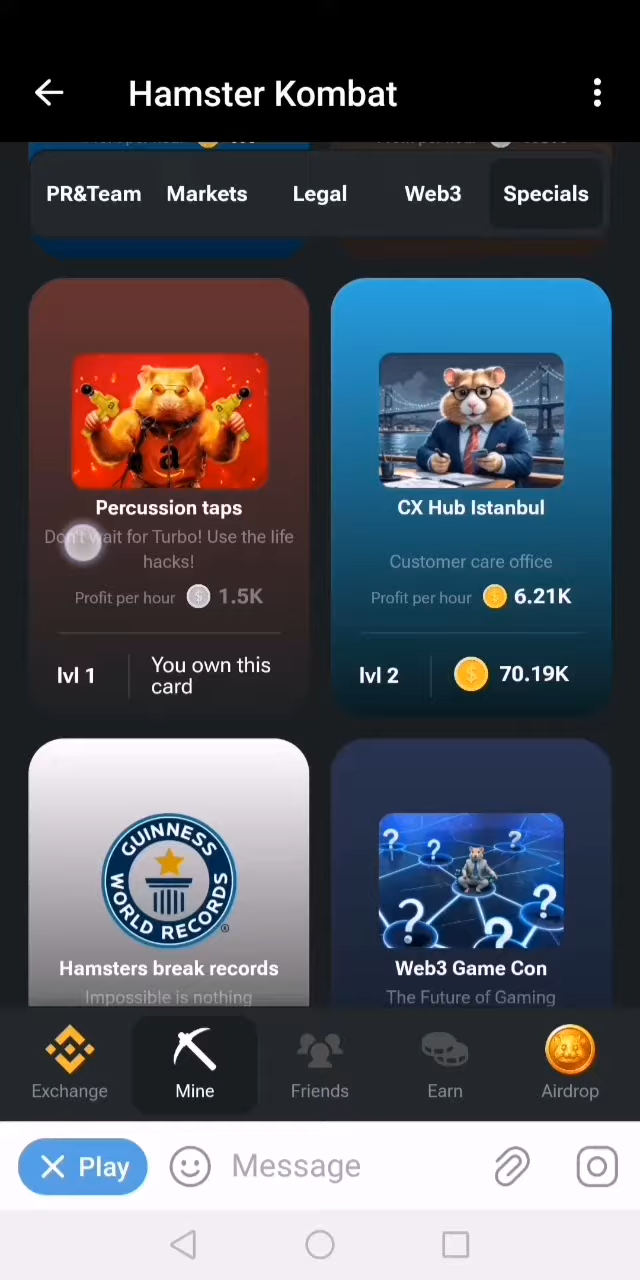 Hamster Kombat
PR&Team Markets Legal Web3 Specials
Percussion taps
Don't wait for Turbo! Use the life
hacks!
Profit per hour 1.5K
lvl 1
You own this
card
CX Hub Istanbul
Customer care office
Profit per hour 6.21K
lvl 2 70.19K
GUINNESS
WORLD RECORDS
Hamsters break records
Impossible is nothing
Web3 Game Con
The Future of Gaming
Exchange Mine Friends Earn Airdrop
Play Message